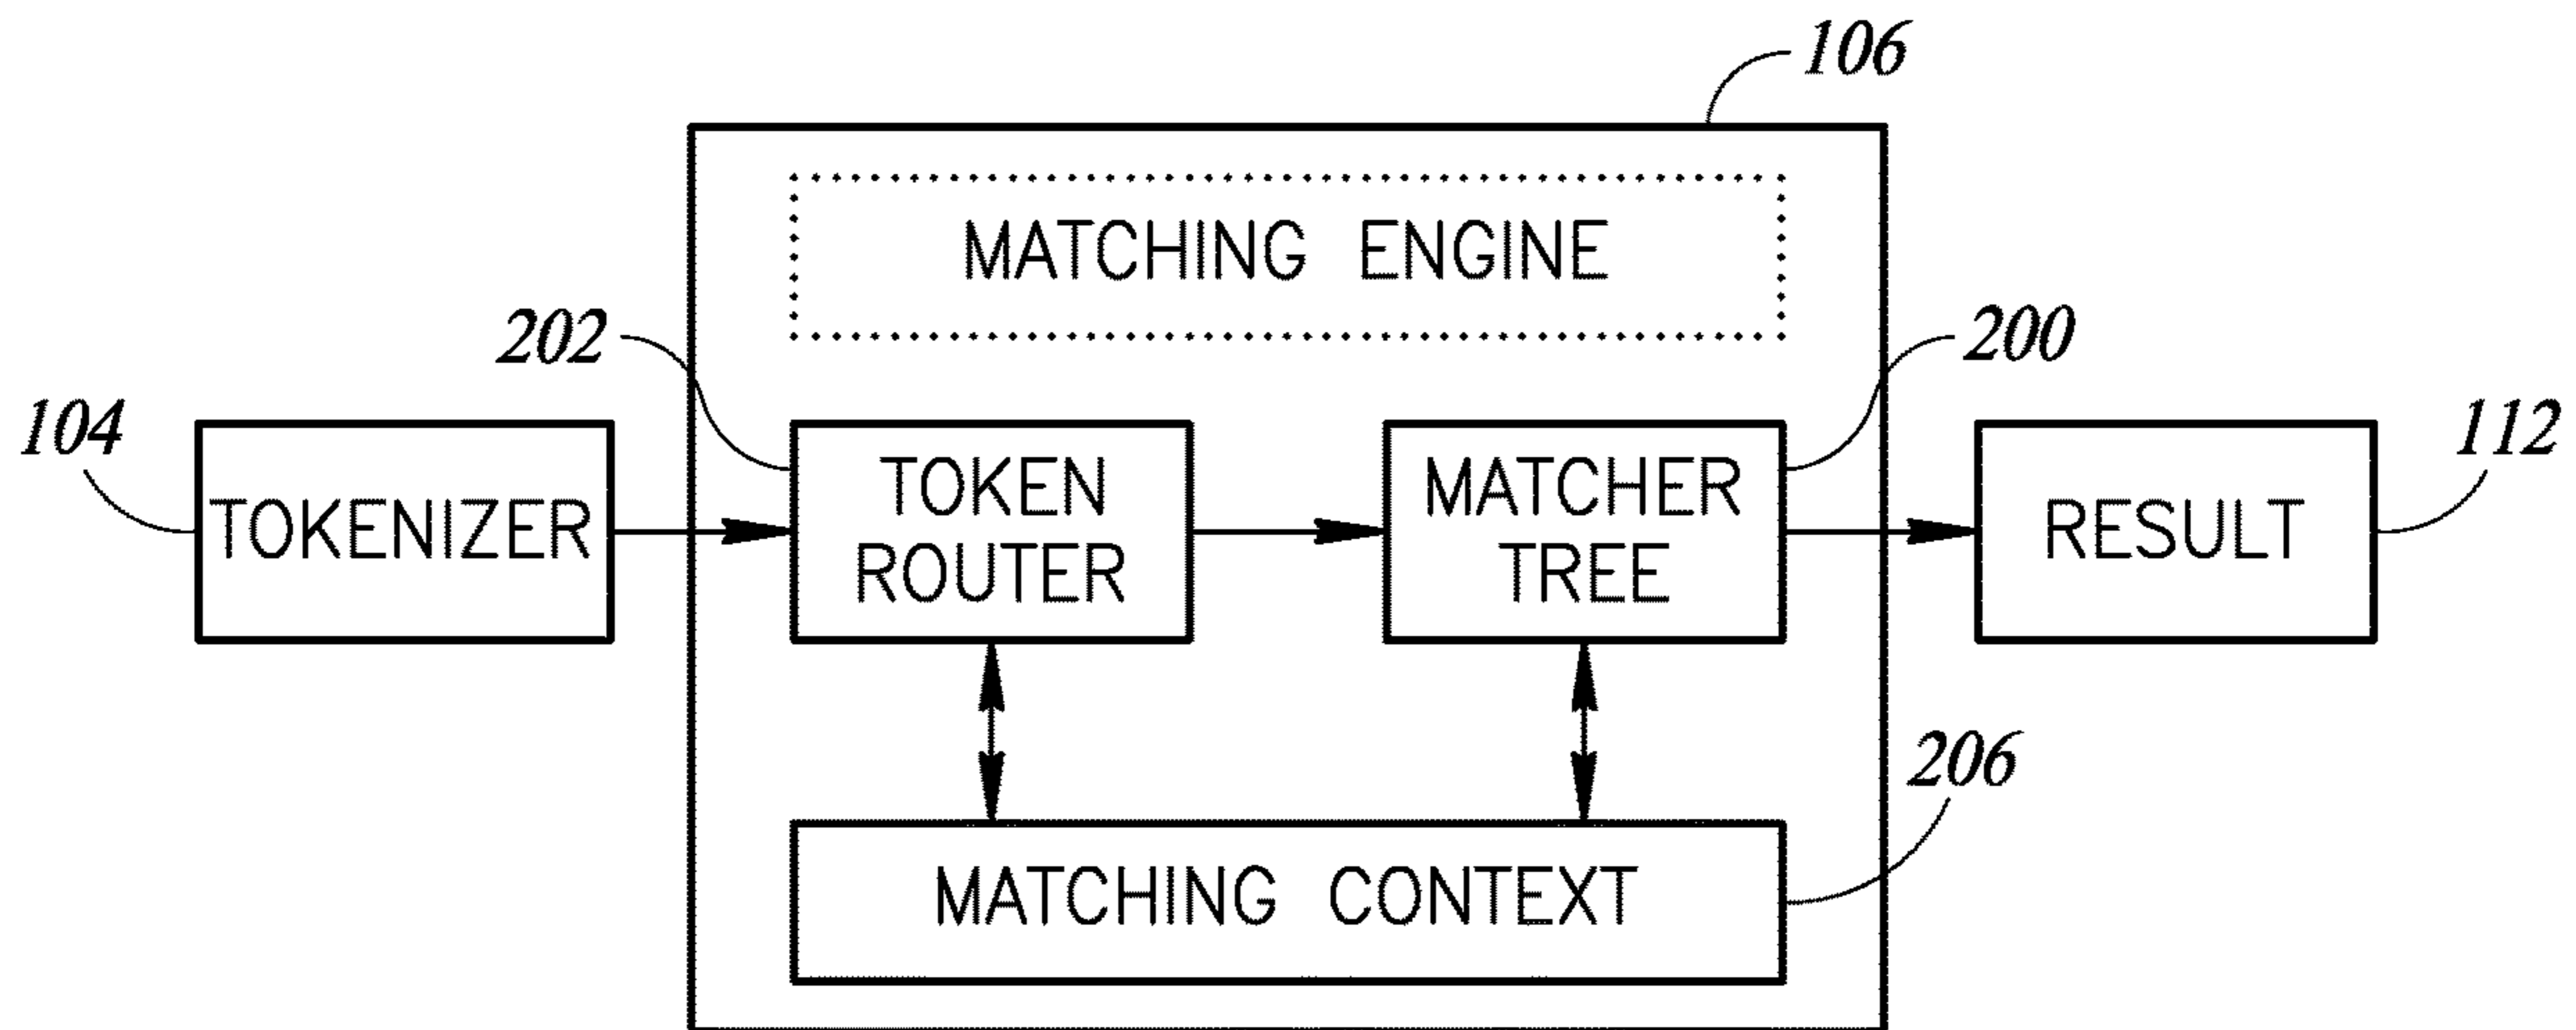 106
MATCHING ENGINE
202
200
104
TOKENIZER
TOKEN
ROUTER
MATCHER
TREE
RESULT
112
206
MATCHING CONTEXT